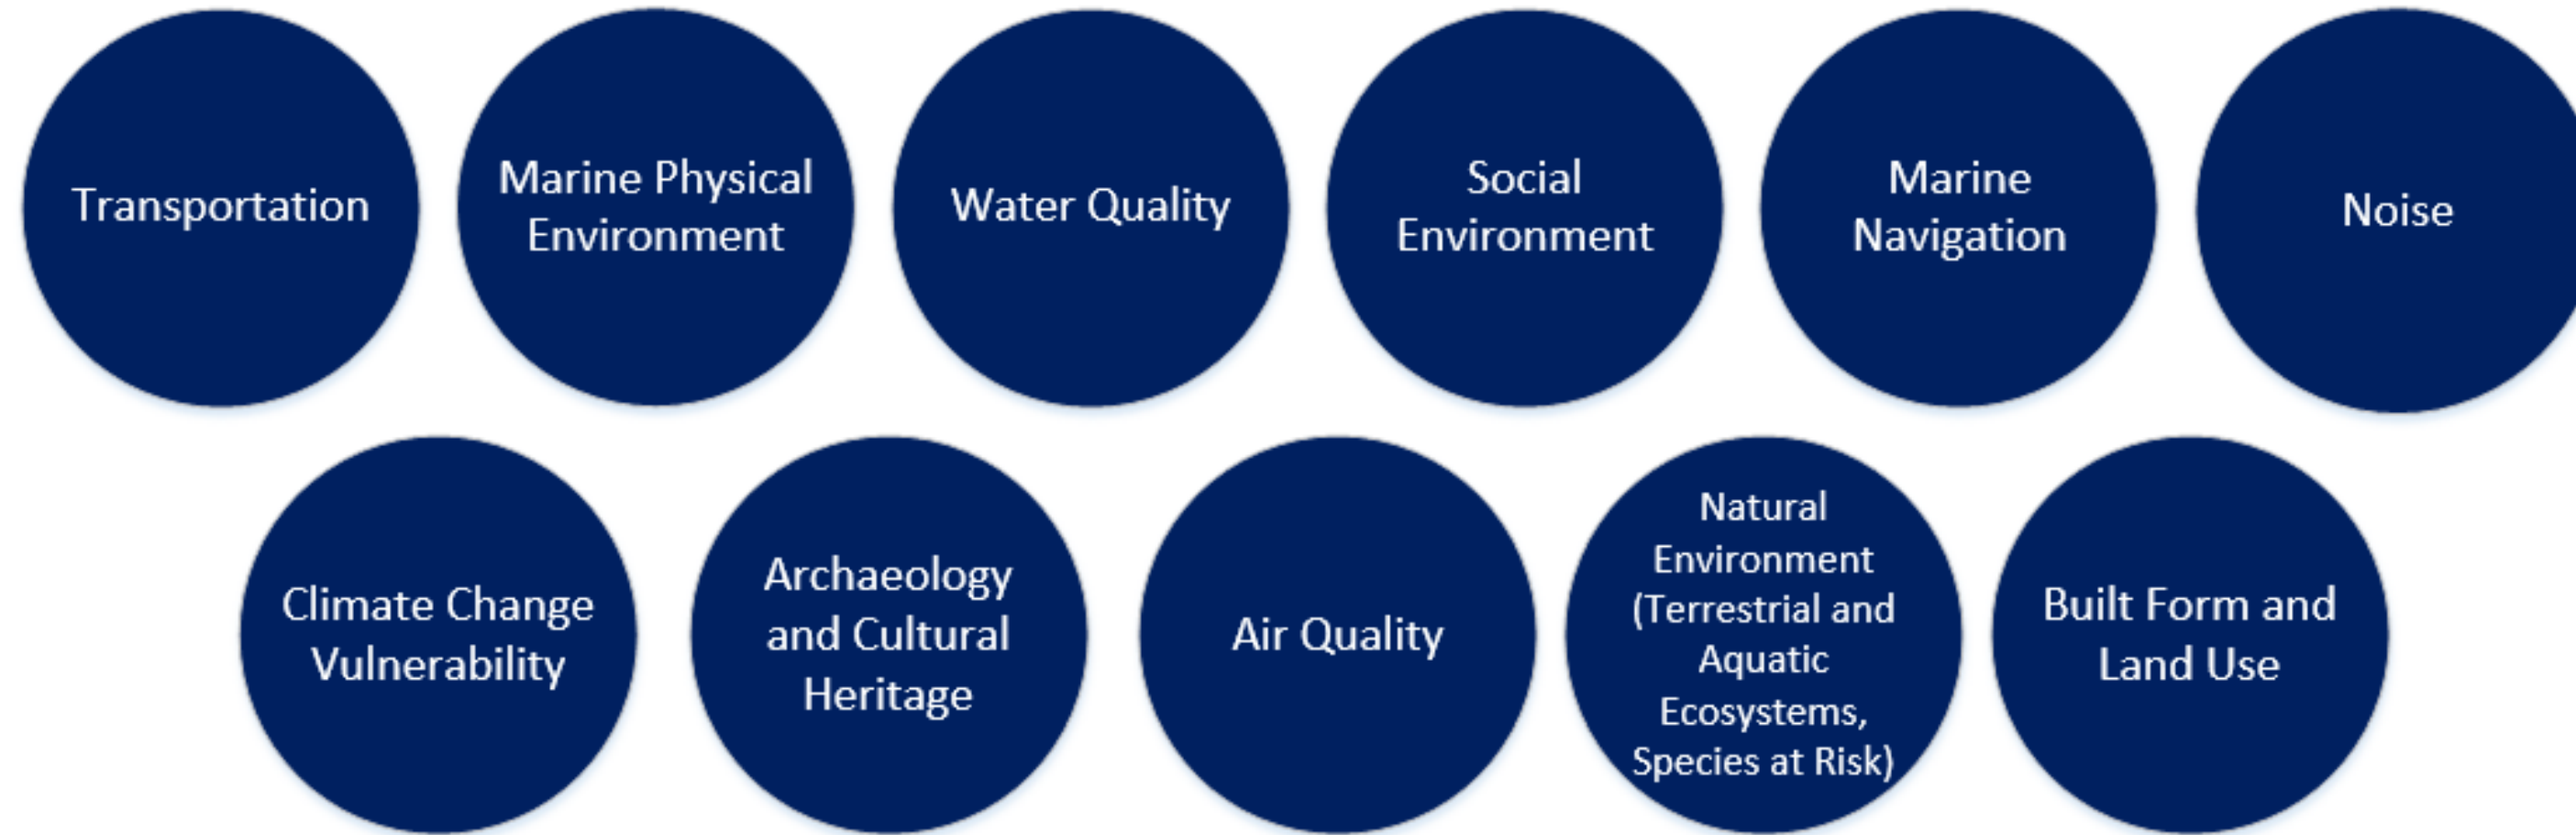 Transportation
Marine Physical
Environment
Water Quality
Social
Environment
Marine
Navigation
Noise
Climate Change
Vulnerability
Archaeology
and Cultural
Heritage
Air Quality
Natural
Environment
(Terrestrial and
Aquatic
Ecosystems,
Species at Risk)
Built Form and
Land Use